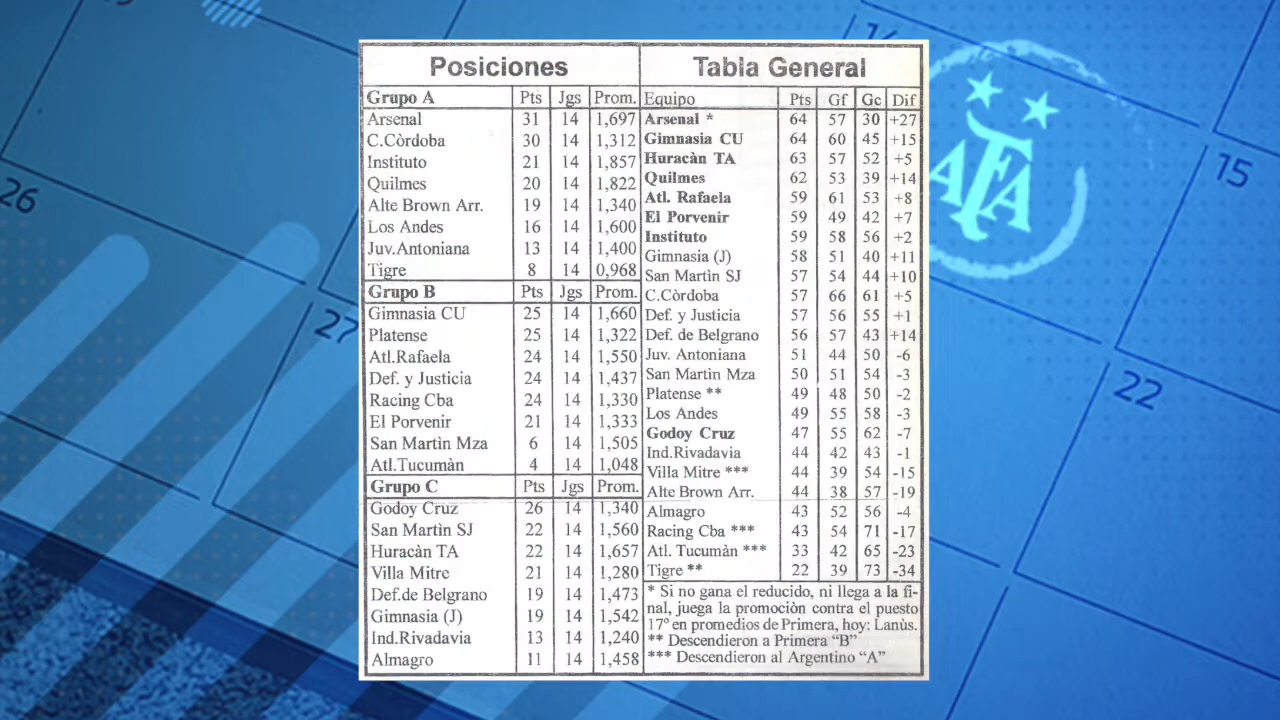 Posiciones
Grupo A Pts Jgs Prom.
Arsenal 31 14 1,697
C.Còrdoba 30 14 1,312
Instituto 21 14 1,857
Quilmes 20 14 1,822
Alte Brown Arr. 19 14 1,340
Los Andes 16 14 1,600
Juv.Antoniana 13 14 1,400
Tigre 8 14 0,968
Grupo B Pts Jgs Prom.
Gimnasia CU 25 14 1,660
Platense 25 14 1,322
Atl.Rafaela 24 14 1,550
Def. y Justicia 24 14 1,437
Racing Cba 24 14 1,330
El Porvenir 21 14 1,333
San Martìn Mza 6 14 1,505
Atl.Tucumàn 4 14 1,048
Grupo C Pts Jgs Prom.
Godoy Cruz 26 14 1,340
San Martìn SJ 22 14 1,560
Huracàn TA 22 14 1,657
Villa Mitre 21 14 1,280
Def.de Belgrano 19 14 1,473
Gimnasia (J) 19 14 1,542
Ind.Rivadavia 13 14 1,240
Almagro 11 14 1,458
Tabla General
Equipo Pts Gf Gc Dif
Arsenal * 64 57 30 +27
Gimnasia CU 64 60 45 +15
Huracàn TA 63 57 52 +5
Quilmes 62 53 39 +14
Atl. Rafaela 59 61 53 +8
El Porvenir 59 49 42 +7
Instituto 59 58 56 +2
Gimnasia (J) 58 51 40 +11
San Martìn SJ 57 54 44 +10
C.Còrdoba 57 66 61 +5
Def. y Justicia 57 56 55 +1
Def. de Belgrano 56 57 43 +14
Juv. Antoniana 51 44 50 -6
San Martìn Mza 50 51 54 -3
Platense ** 49 48 50 -2
Los Andes 49 55 58 -3
Godoy Cruz 47 55 62 -7
Ind.Rivadavia 44 42 43 -1
Villa Mitre *** 44 39 54 -15
Alte Brown Arr. 44 38 57 -19
Almagro 43 52 56 -4
Racing Cba *** 43 54 71 -17
Atl. Tucumàn *** 33 42 65 -23
Tigre ** 22 39 73 -34
* Si no gana el reducido, ni llega a la fi-
nal, juega la promociòn contra el puesto
17º en promedios de Primera, hoy: Lanùs.
** Descendieron a Primera “B”
*** Descendieron al Argentino “A”
AFA
15
22
26
27